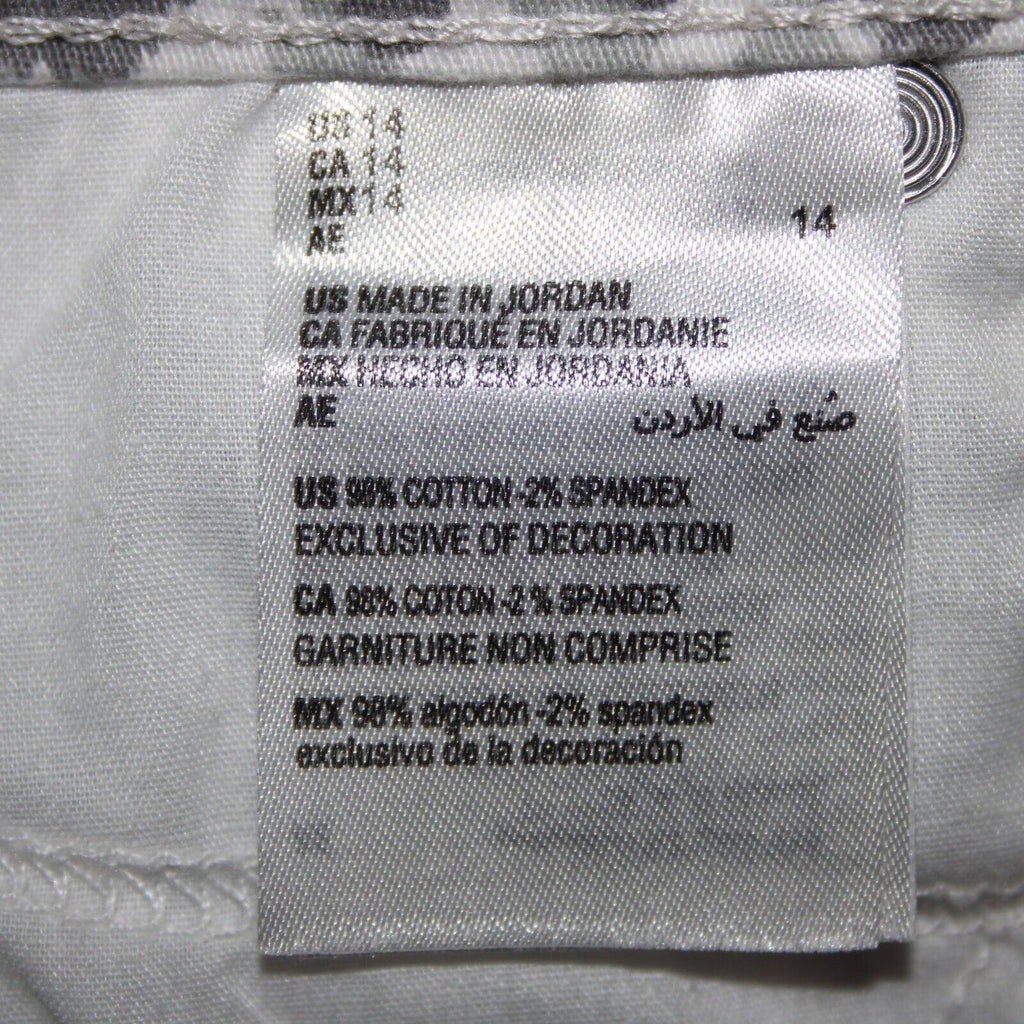 US 14
CA 14
MX 14
AE
14
US MADE IN JORDAN
CA FABRIQUÉ EN JORDANIE
MX HECHO EN JORDANIA
AE صُنع في الأردن
US 98% COTTON -2% SPANDEX
EXCLUSIVE OF DECORATION
CA 98% COTON -2 % SPANDEX
GARNITURE NON COMPRISE
MX 98% algodón -2% spandex
exclusivo de la decoración